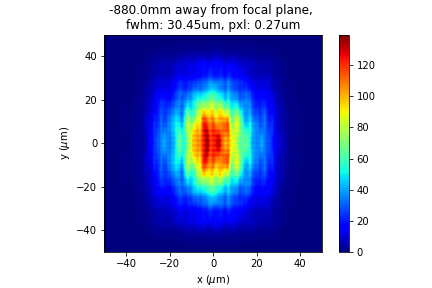 -880.0mm away from focal plane,
fwhm: 30.45um, pxl: 0.27um
40
20
0
−20
−40
y (μm)
−40 −20 0 20 40
x (μm)
120
100
80
60
40
20
0